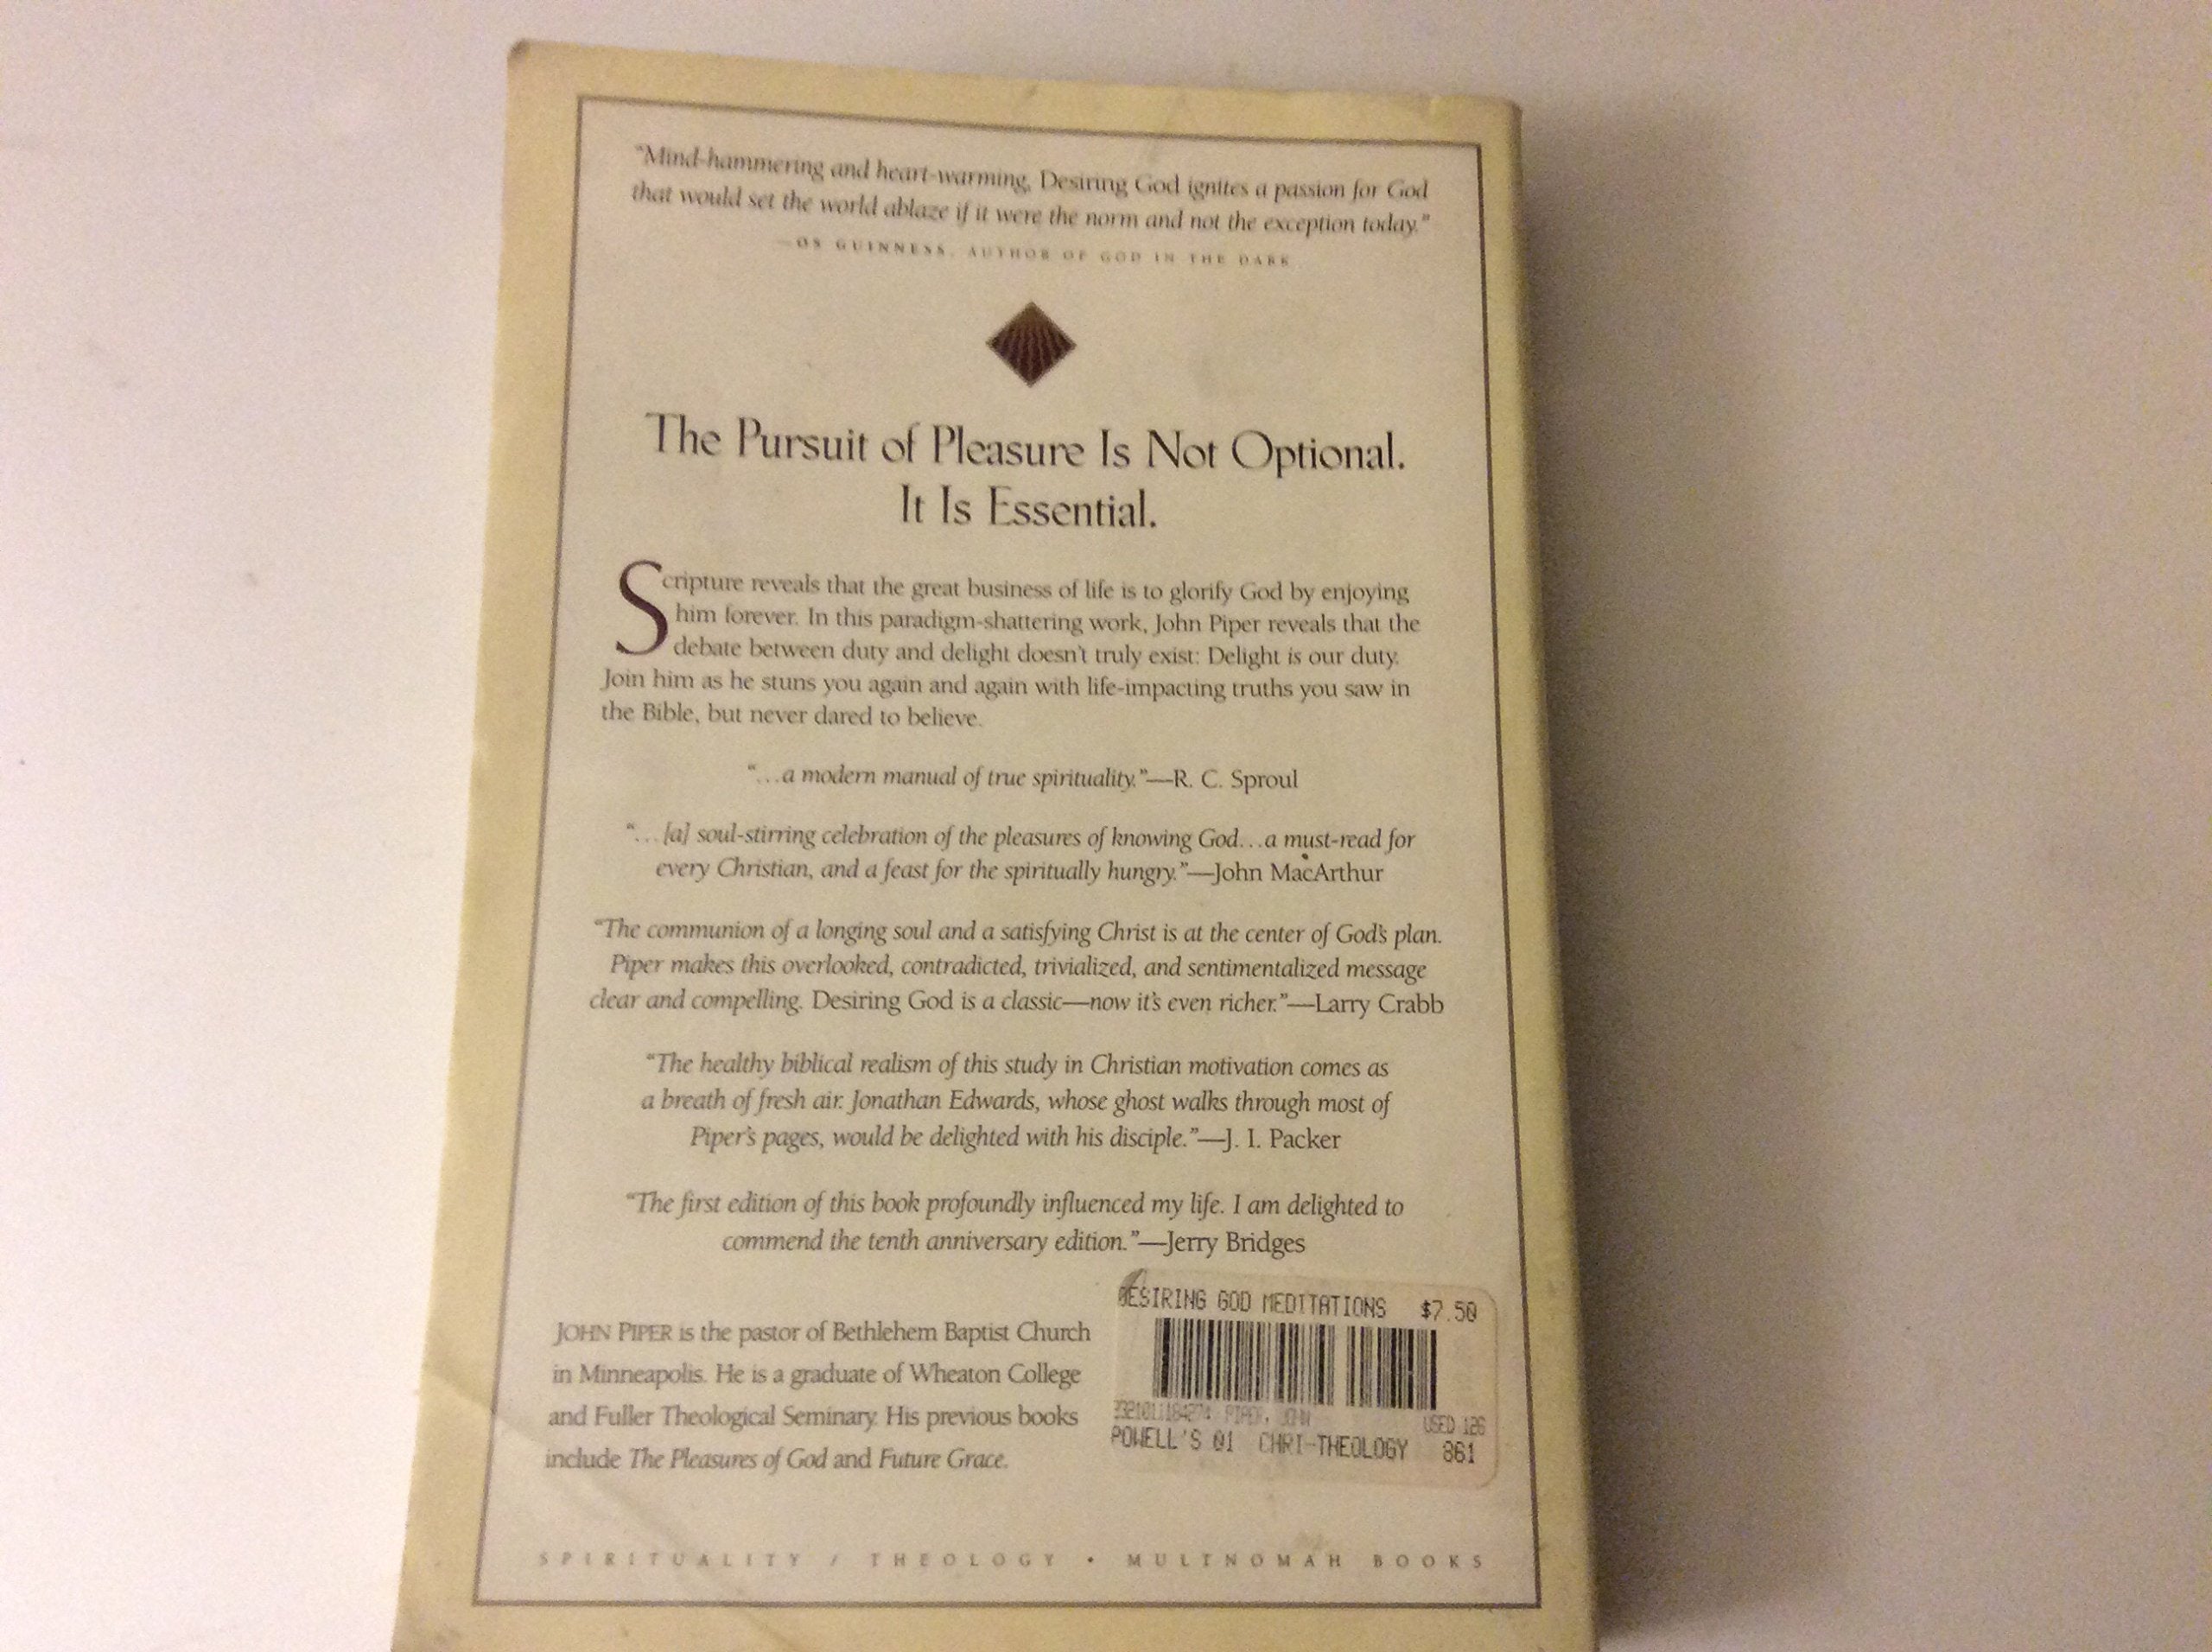 "Mind-hammering and heart-warming, Desiring God ignites a passion for God
that would set the world ablaze if it were the norm and not the exception today."
—OS GUINNESS, AUTHOR OF GOD IN THE DARK
The Pursuit of Pleasure Is Not Optional.
It Is Essential.
Scripture reveals that the great business of life is to glorify God by enjoying
him forever. In this paradigm-shattering work, John Piper reveals that the
debate between duty and delight doesn't truly exist: Delight is our duty.
Join him as he stuns you again and again with life-impacting truths you saw in
the Bible, but never dared to believe.
"…a modern manual of true spirituality."—R. C. Sproul
"…[a] soul-stirring celebration of the pleasures of knowing God…a must-read for
every Christian, and a feast for the spiritually hungry."—John MacArthur
"The communion of a longing soul and a satisfying Christ is at the center of God's plan.
Piper makes this overlooked, contradicted, trivialized, and sentimentalized message
clear and compelling. Desiring God is a classic—now it's even richer."—Larry Crabb
"The healthy biblical realism of this study in Christian motivation comes as
a breath of fresh air. Jonathan Edwards, whose ghost walks through most of
Piper's pages, would be delighted with his disciple."—J. I. Packer
"The first edition of this book profoundly influenced my life. I am delighted to
commend the tenth anniversary edition."—Jerry Bridges
JOHN PIPER is the pastor of Bethlehem Baptist Church
in Minneapolis. He is a graduate of Wheaton College
and Fuller Theological Seminary. His previous books
include The Pleasures of God and Future Grace.
DESIRING GOD MEDITATIONS $7.50
PIPER, JOHN USED 126
POWELL'S 01 CHRI-THEOLOGY 861
SPIRITUALITY / THEOLOGY • MULTNOMAH BOOKS